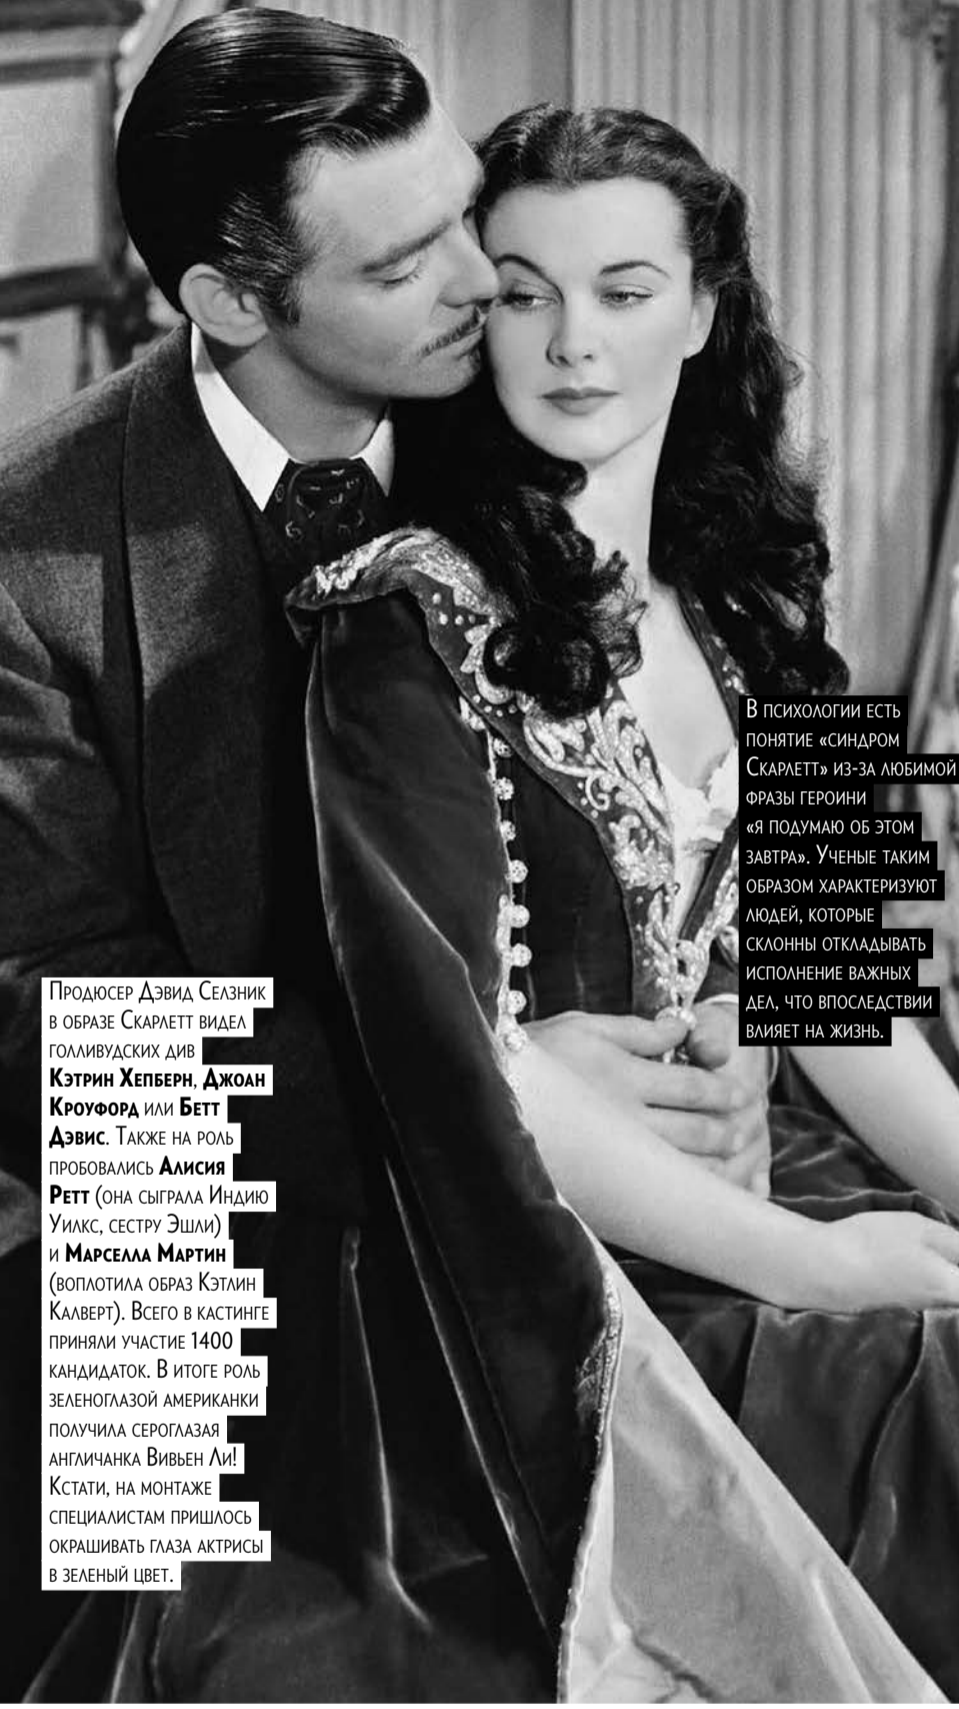 В психологии есть
понятие «синдром
Скарлетт» из-за любимой
фразы героини
«я подумаю об этом
завтра». Ученые таким
образом характеризуют
людей, которые
склонны откладывать
исполнение важных
дел, что впоследствии
влияет на жизнь.
Продюсер Дэвид Селзник
в образе Скарлетт видел
голливудских див
Кэтрин Хепберн, Джоан
Кроуфорд или Бетт
Дэвис. Также на роль
пробовались Алисия
Ретт (она сыграла Индию
Уилкс, сестру Эшли)
и Марселла Мартин
(воплотила образ Кэтлин
Калверт). Всего в кастинге
приняли участие 1400
кандидаток. В итоге роль
зеленоглазой американки
получила сероглазая
англичанка Вивьен Ли!
Кстати, на монтаже
специалистам пришлось
окрашивать глаза актрисы
в зеленый цвет.